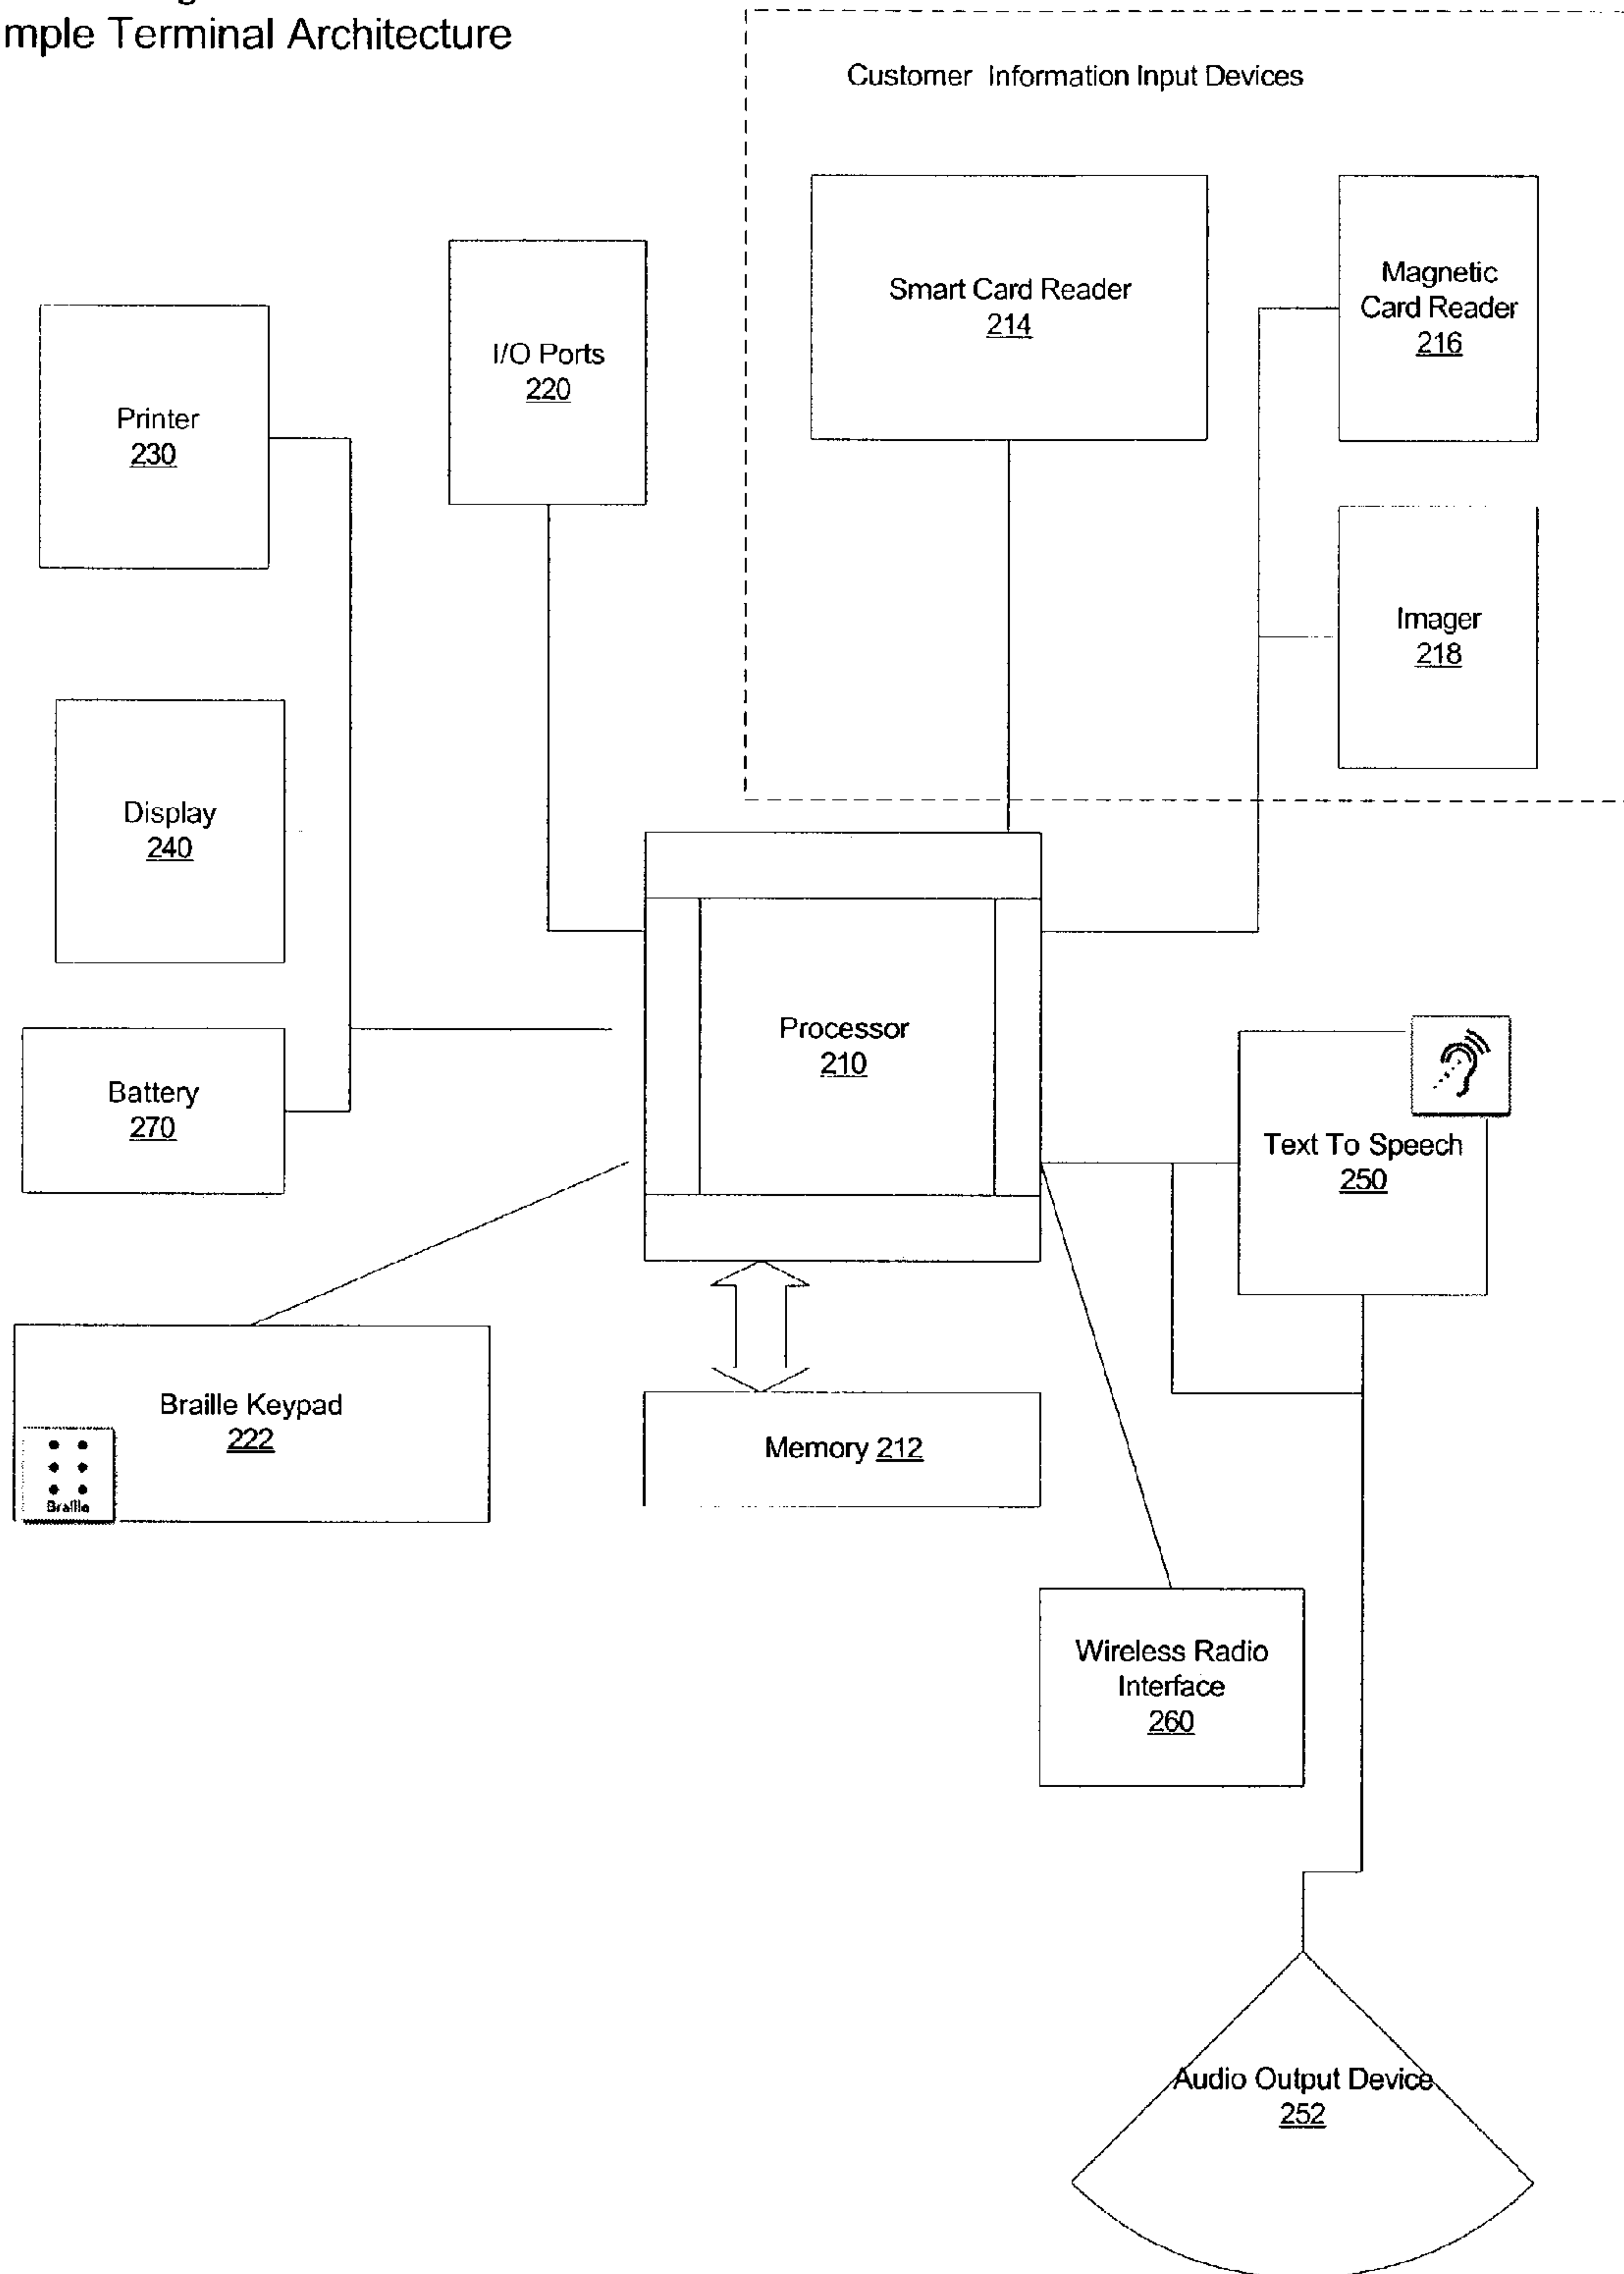 mple Terminal Architecture
Customer Information Input Devices
Smart Card Reader
214
Magnetic
Card Reader
216
I/O Ports
220
Printer
230
Imager
218
Display
240
Processor
210
Battery
270
Text To Speech
250
Braille Keypad
222
Braille
Memory 212
Wireless Radio
Interface
260
Audio Output Device
252